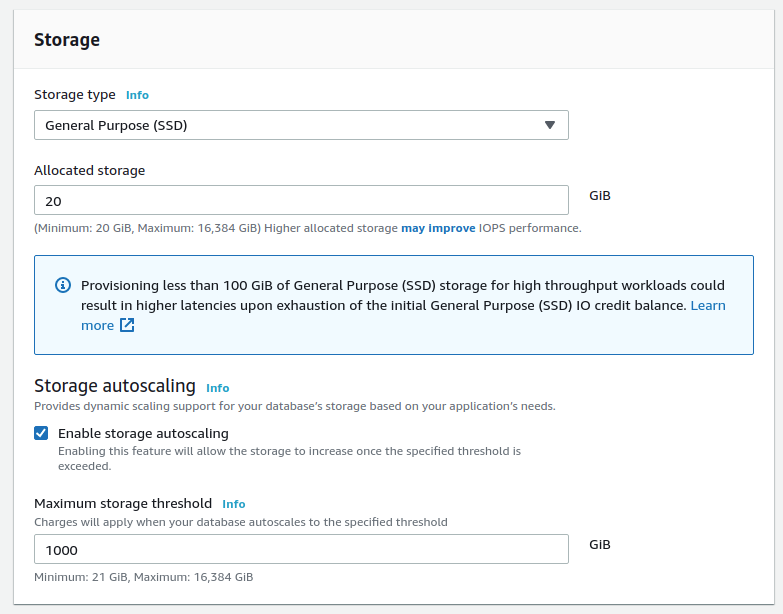 Storage
Storage type Info
General Purpose (SSD)
Allocated storage
20 GiB
(Minimum: 20 GiB, Maximum: 16,384 GiB) Higher allocated storage may improve IOPS performance.
Provisioning less than 100 GiB of General Purpose (SSD) storage for high throughput workloads could
result in higher latencies upon exhaustion of the initial General Purpose (SSD) IO credit balance. Learn
more
Storage autoscaling Info
Provides dynamic scaling support for your database's storage based on your application's needs.
Enable storage autoscaling
Enabling this feature will allow the storage to increase once the specified threshold is
exceeded.
Maximum storage threshold Info
Charges will apply when your database autoscales to the specified threshold
1000 GiB
Minimum: 21 GiB, Maximum: 16,384 GiB